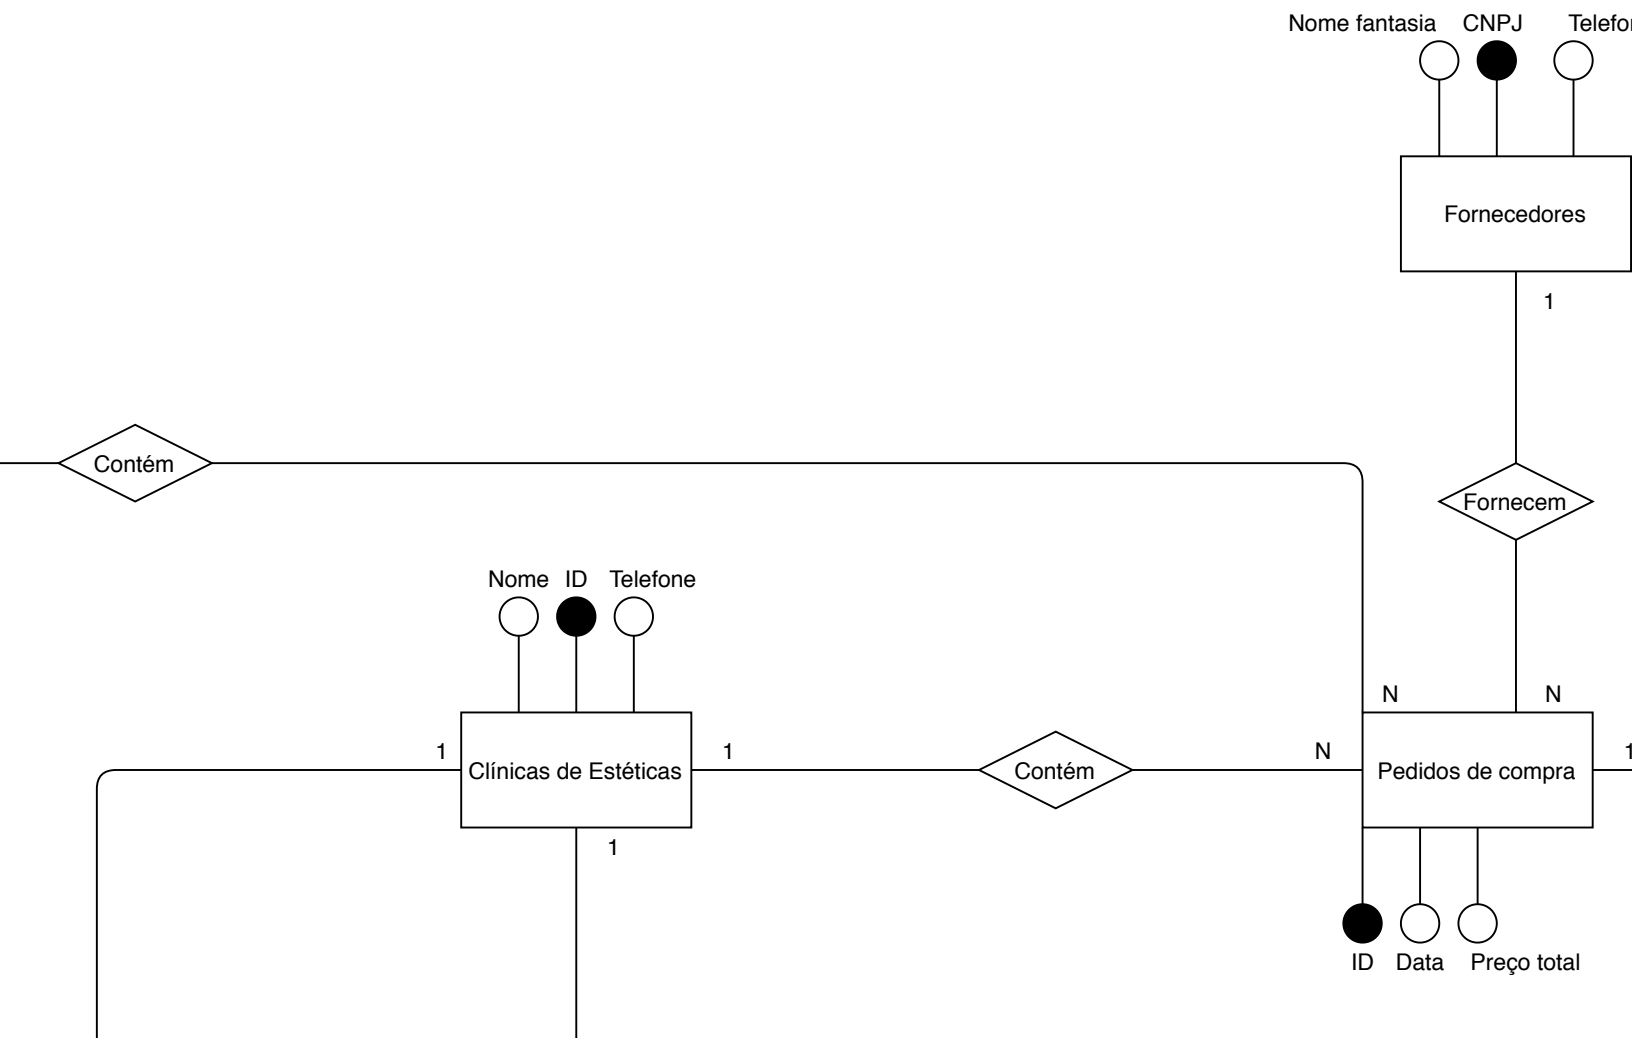 Nome fantasia CNPJ
Fornecedores
1
Contém
Fornecem
Nome ID Telefone
N N
1 Clínicas de Estéticas 1 Contém N Pedidos de compra 1
1
ID Data Preço total